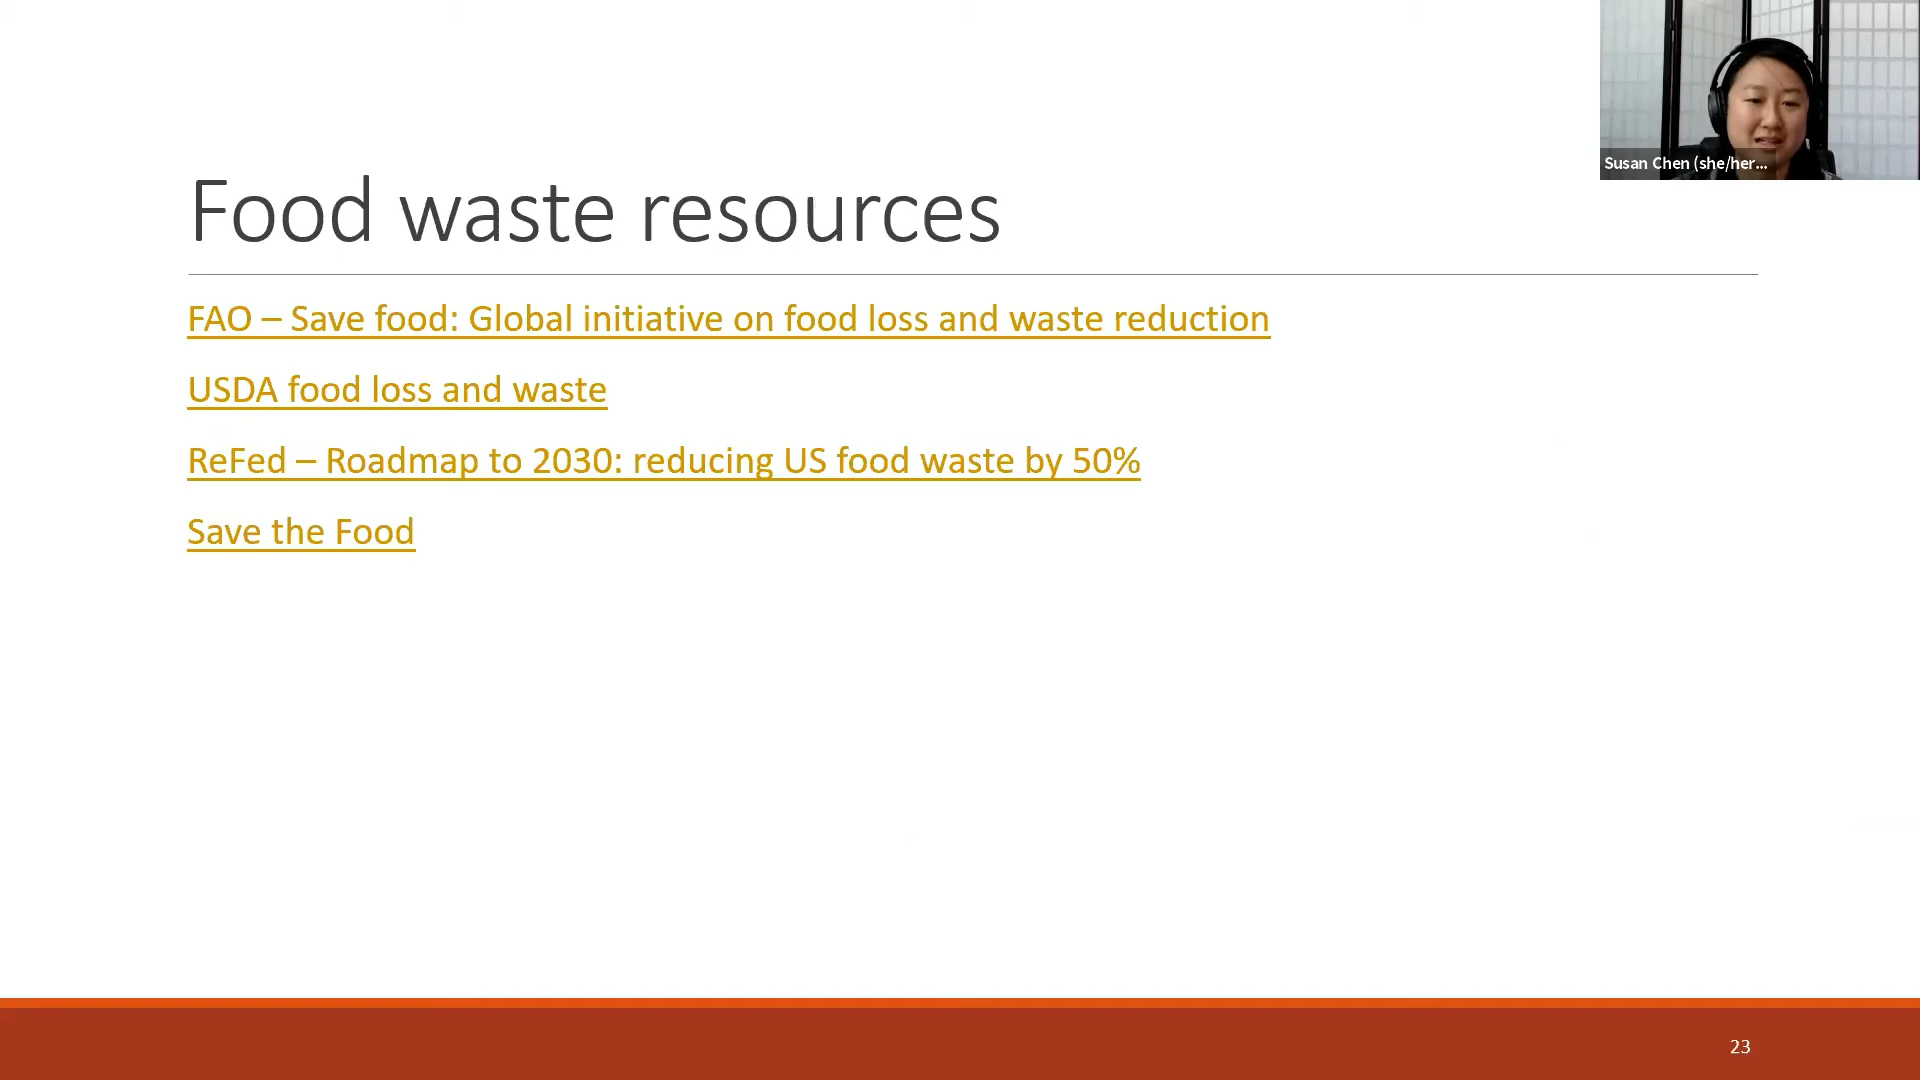 Susan Chen (she/her...
Food waste resources
FAO – Save food: Global initiative on food loss and waste reduction
USDA food loss and waste
ReFed – Roadmap to 2030: reducing US food waste by 50%
Save the Food
23